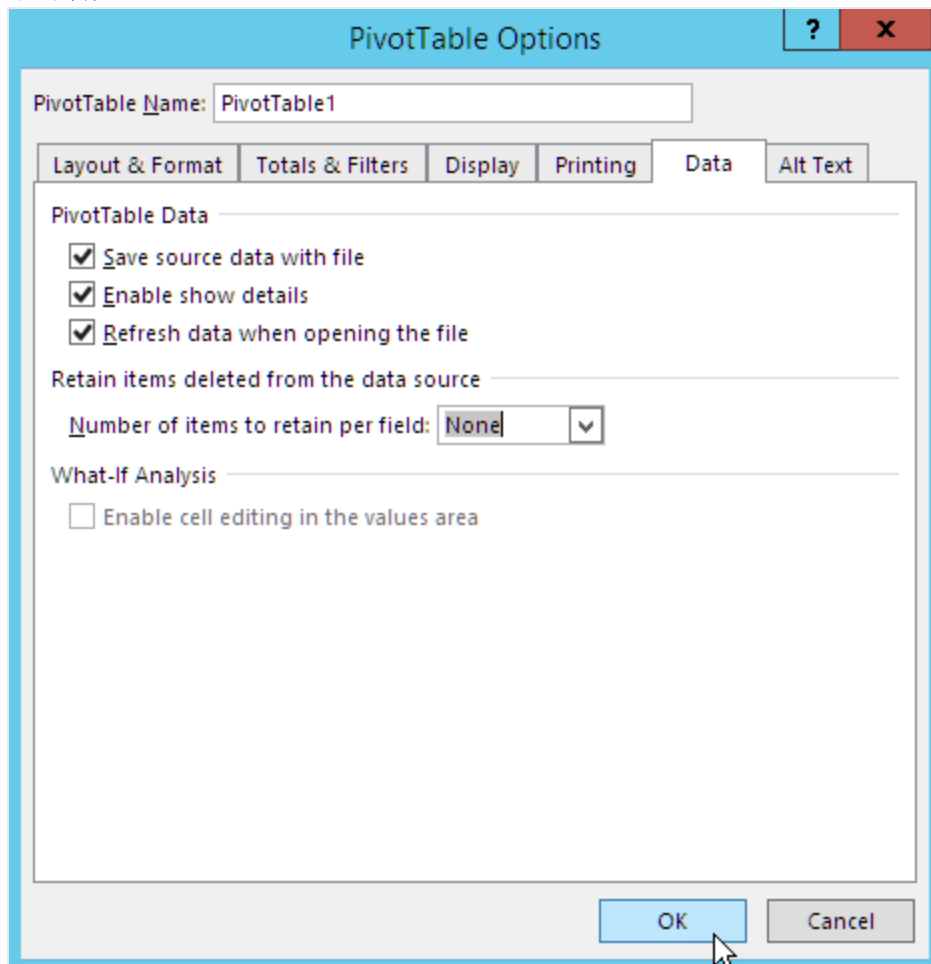 PivotTable Options
? x
PivotTable Name: PivotTable1
Layout & Format Totals & Filters Display Printing Data Alt Text
PivotTable Data
Save source data with file
Enable show details
Refresh data when opening the file
Retain items deleted from the data source
Number of items to retain per field: None
What-If Analysis
Enable cell editing in the values area
OK Cancel